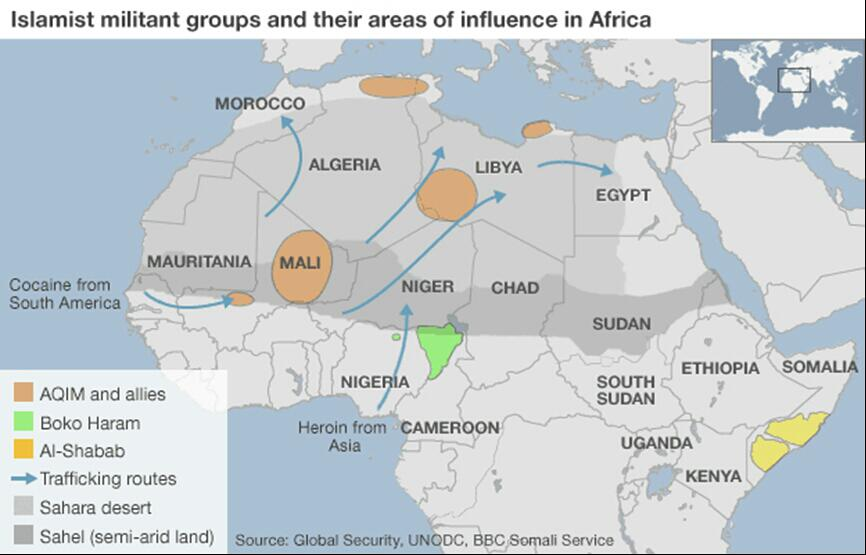 Islamist militant groups and their areas of influence in Africa
MOROCCO
ALGERIA
LIBYA
EGYPT
MAURITANIA
MALI
NIGER
CHAD
SUDAN
Cocaine from
South America
NIGERIA
ETHIOPIA
SOMALIA
SOUTH
SUDAN
Heroin from
Asia
CAMEROON
UGANDA
KENYA
AQIM and allies
Boko Haram
Al-Shabab
Trafficking routes
Sahara desert
Sahel (semi-arid land)
Source: Global Security, UNODC, BBC Somali Service